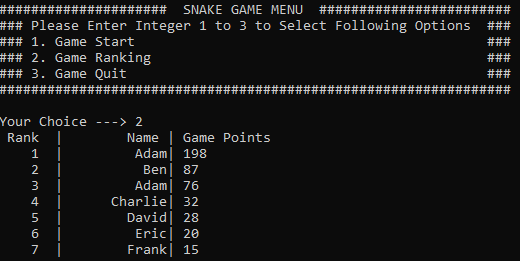 #####################  SNAKE GAME MENU  ########################
### Please Enter Integer 1 to 3 to Select Following Options  ###
### 1. Game Start                                            ###
### 2. Game Ranking                                          ###
### 3. Game Quit                                             ###
################################################################
Your Choice ---> 2
 Rank  |        Name | Game Points
    1  |         Adam| 198
    2  |          Ben| 87
    3  |         Adam| 76
    4  |      Charlie| 32
    5  |        David| 28
    6  |         Eric| 20
    7  |        Frank| 15